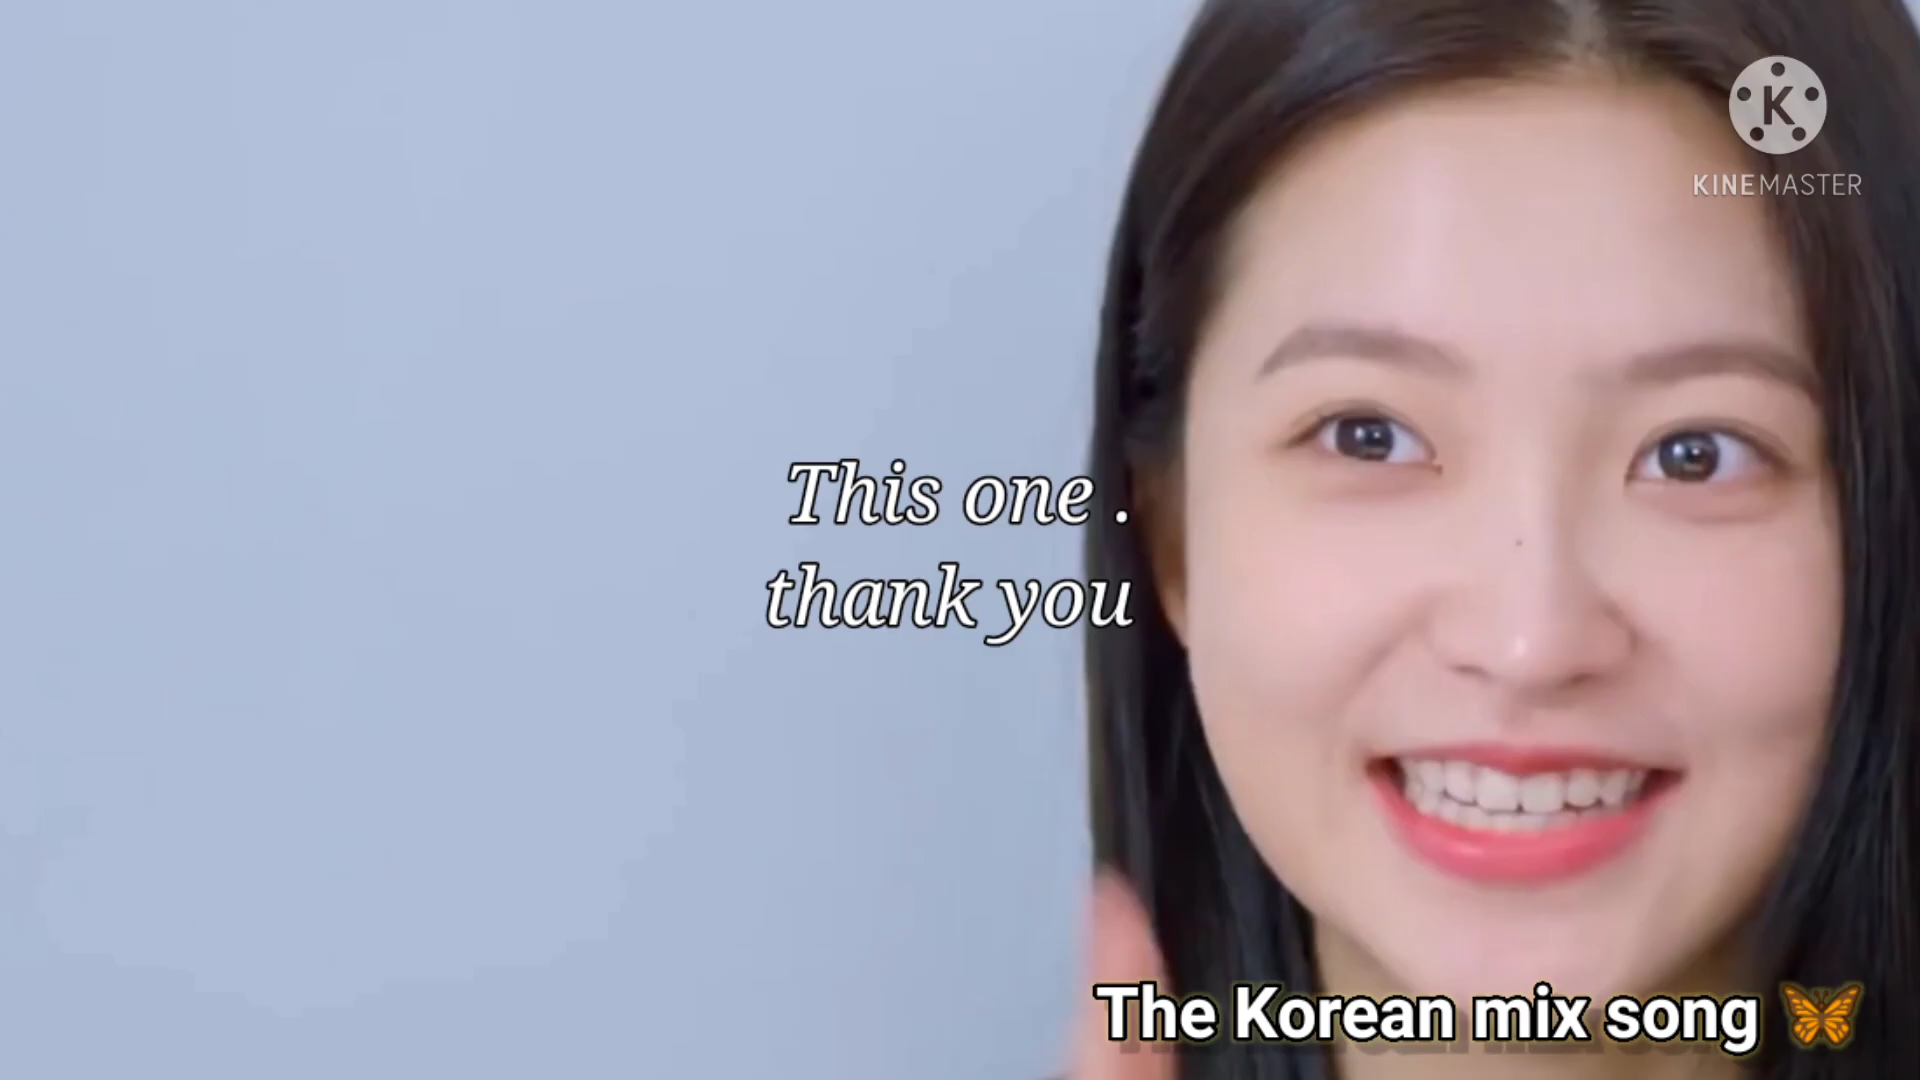 K
KINEMASTER
This one .
thank you
The Korean mix song 🦋